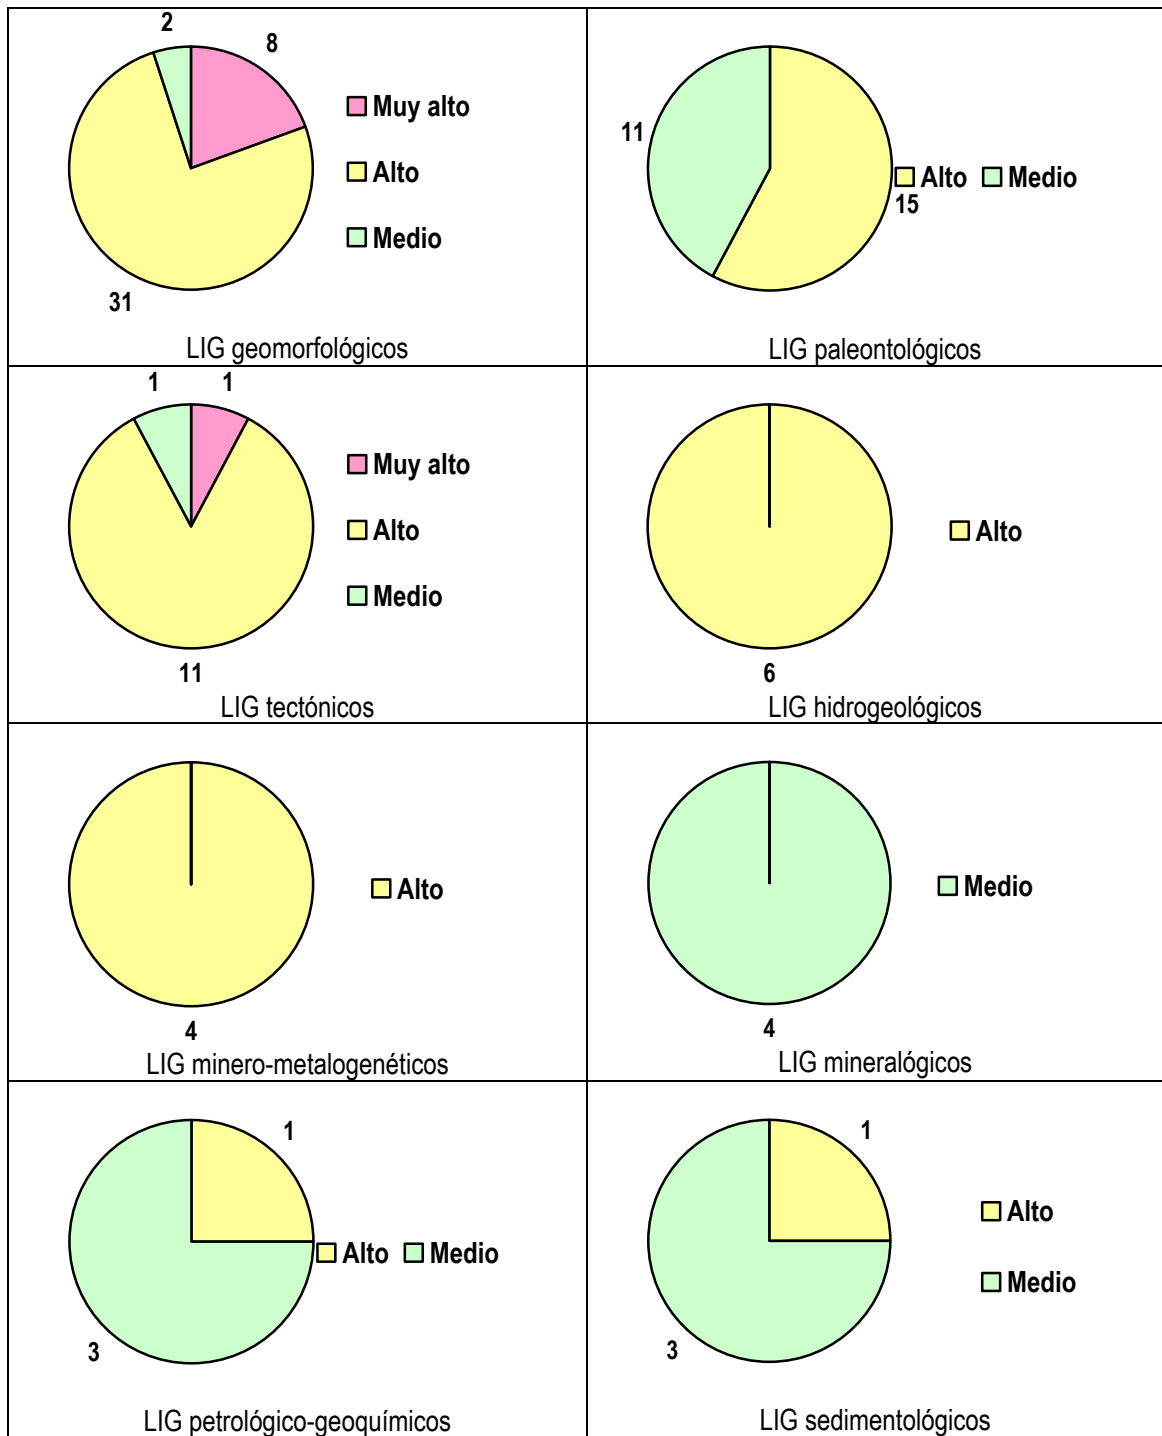 2
8
Muy alto
Alto
Medio
31
LIG geomorfológicos
11
Alto Medio
15
LIG paleontológicos
1 1
Muy alto
Alto
Medio
11
LIG tectónicos
Alto
6
LIG hidrogeológicos
Alto
4
LIG minero-metalogenéticos
Medio
4
LIG mineralógicos
1
Alto Medio
3
LIG petrológico-geoquímicos
1
Alto
Medio
3
LIG sedimentológicos